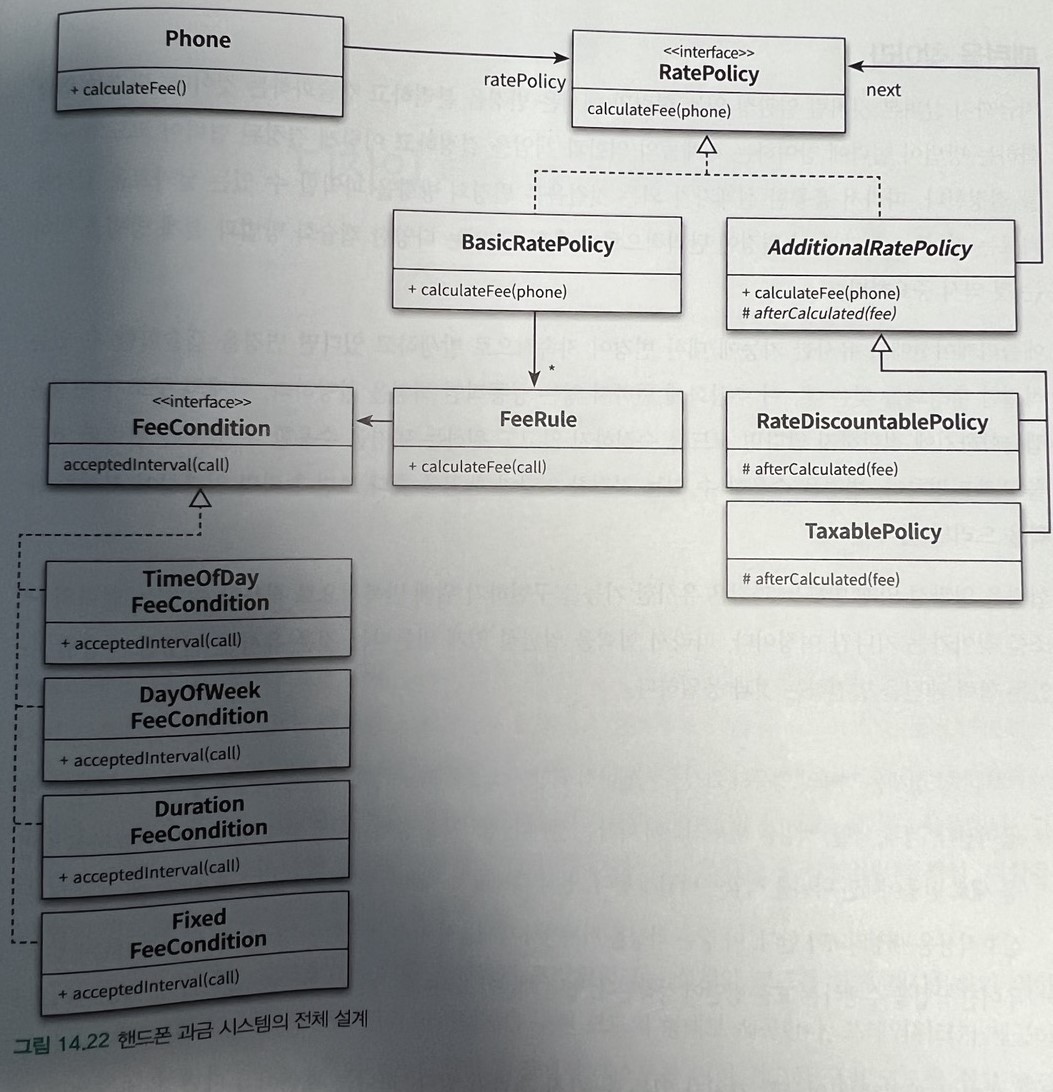 Phone
+ calculateFee()
ratePolicy
<<interface>>
RatePolicy
calculateFee(phone)
next
BasicRatePolicy
+ calculateFee(phone)
AdditionalRatePolicy
+ calculateFee(phone)
# afterCalculated(fee)
*
<<interface>>
FeeCondition
acceptedInterval(call)
FeeRule
+ calculateFee(call)
RateDiscountablePolicy
# afterCalculated(fee)
TaxablePolicy
# afterCalculated(fee)
TimeOfDay
FeeCondition
+ acceptedInterval(call)
DayOfWeek
FeeCondition
+ acceptedInterval(call)
Duration
FeeCondition
+ acceptedInterval(call)
Fixed
FeeCondition
+ acceptedInterval(call)
그림 14.22 핸드폰 과금 시스템의 전체 설계